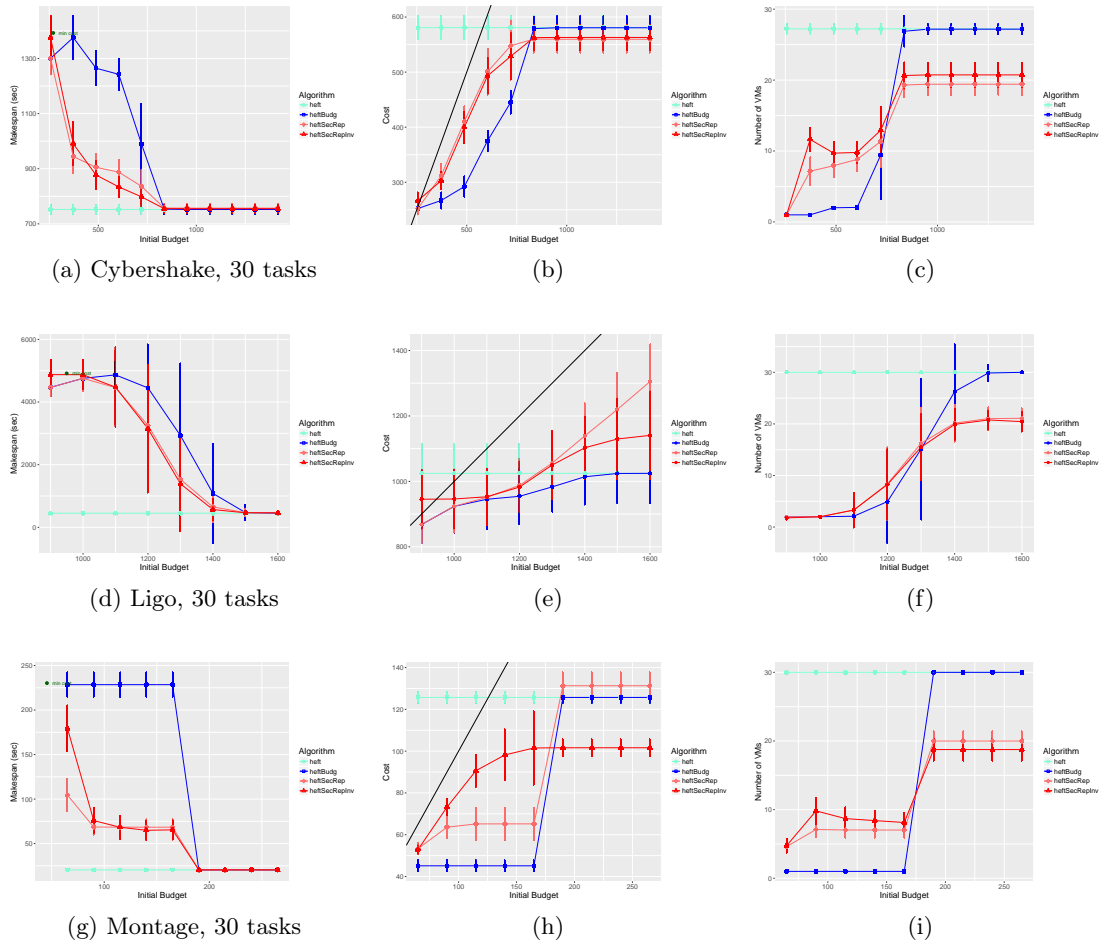 1300
1100
900
700
Makespan (sec)
500
1000
Initial Budget
Algorithm
heft
heftBudg
heftSecRep
heftSecRepInv
(a) Cybershake, 30 tasks
600
500
400
300
Cost
500
1000
Initial Budget
Algorithm
heft
heftBudg
heftSecRep
heftSecRepInv
(b)
30
20
10
0
Number of VMs
500
1000
Initial Budget
Algorithm
heft
heftBudg
heftSecRep
heftSecRepInv
(c)
6000
4000
2000
0
Makespan (sec)
1000
1200
1400
1600
Initial Budget
Algorithm
heft
heftBudg
heftSecRep
heftSecRepInv
(d) Ligo, 30 tasks
1400
1200
1000
800
Cost
1000
1200
1400
1600
Initial Budget
Algorithm
heft
heftBudg
heftSecRep
heftSecRepInv
(e)
30
20
10
0
Number of VMs
1000
1200
1400
1600
Initial Budget
Algorithm
heft
heftBudg
heftSecRep
heftSecRepInv
(f)
250
200
150
100
50
Makespan (sec)
min
100
200
Initial Budget
Algorithm
heft
heftBudg
heftSecRep
heftSecRepInv
(g) Montage, 30 tasks
140
120
100
80
60
40
Cost
100
150
200
250
Initial Budget
Algorithm
heft
heftBudg
heftSecRep
heftSecRepInv
(h)
30
20
10
0
Number of VMs
100
150
200
250
Initial Budget
Algorithm
heft
heftBudg
heftSecRep
heftSecRepInv
(i)